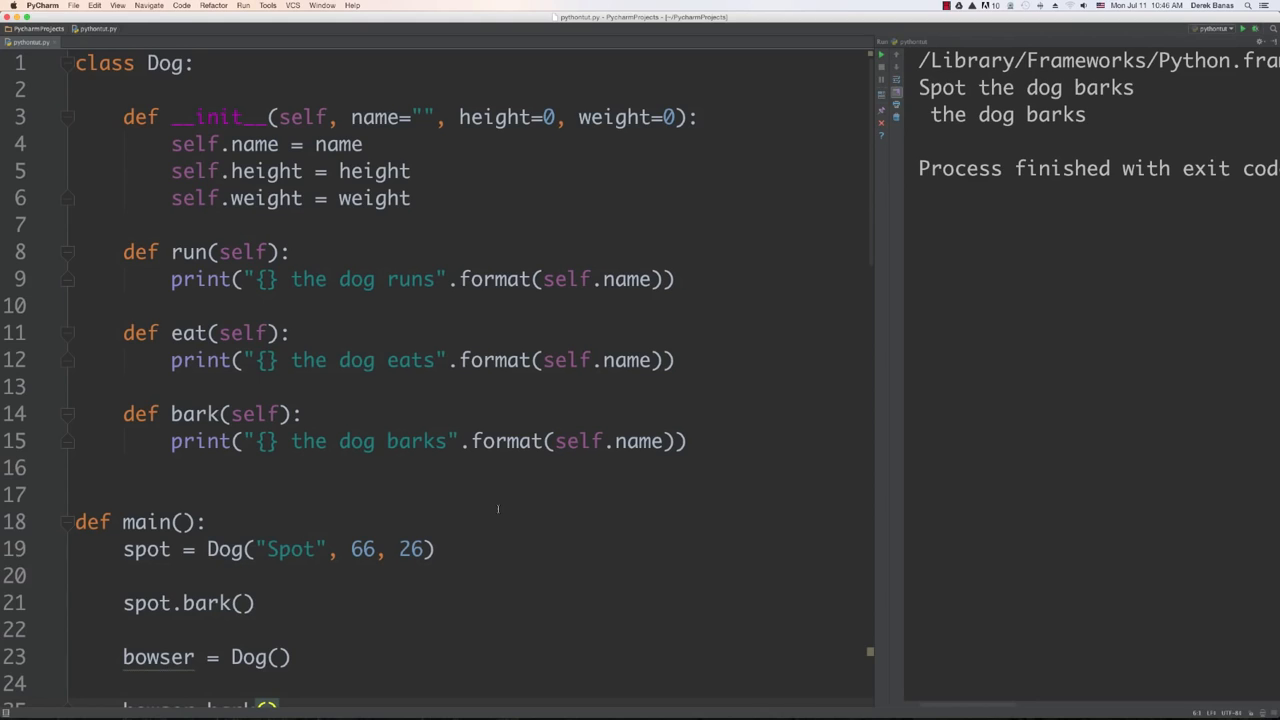 PyCharm File Edit View Navigate Code Refactor Run Tools VCS Window Help
10 Mon Jul 11 10:46 AM Derek Banas
pythontut.py - PycharmProjects - [~/PycharmProjects]
PycharmProjects pythontut.py
pythontut
pythontut.py
Run pythontut
1 class Dog:
2
3 def __init__(self, name="", height=0, weight=0):
4 self.name = name
5 self.height = height
6 self.weight = weight
7
8 def run(self):
9 print("{} the dog runs".format(self.name))
10
11 def eat(self):
12 print("{} the dog eats".format(self.name))
13
14 def bark(self):
15 print("{} the dog barks".format(self.name))
16
17
18 def main():
19 spot = Dog("Spot", 66, 26)
20
21 spot.bark()
22
23 bowser = Dog()
24
25 bowser.bark()
/Library/Frameworks/Python.fra
Spot the dog barks
the dog barks
Process finished with exit cod